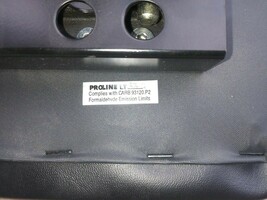 PROLINE
Complies with CARB 93120 P2
Formaldehyde Emission Limits